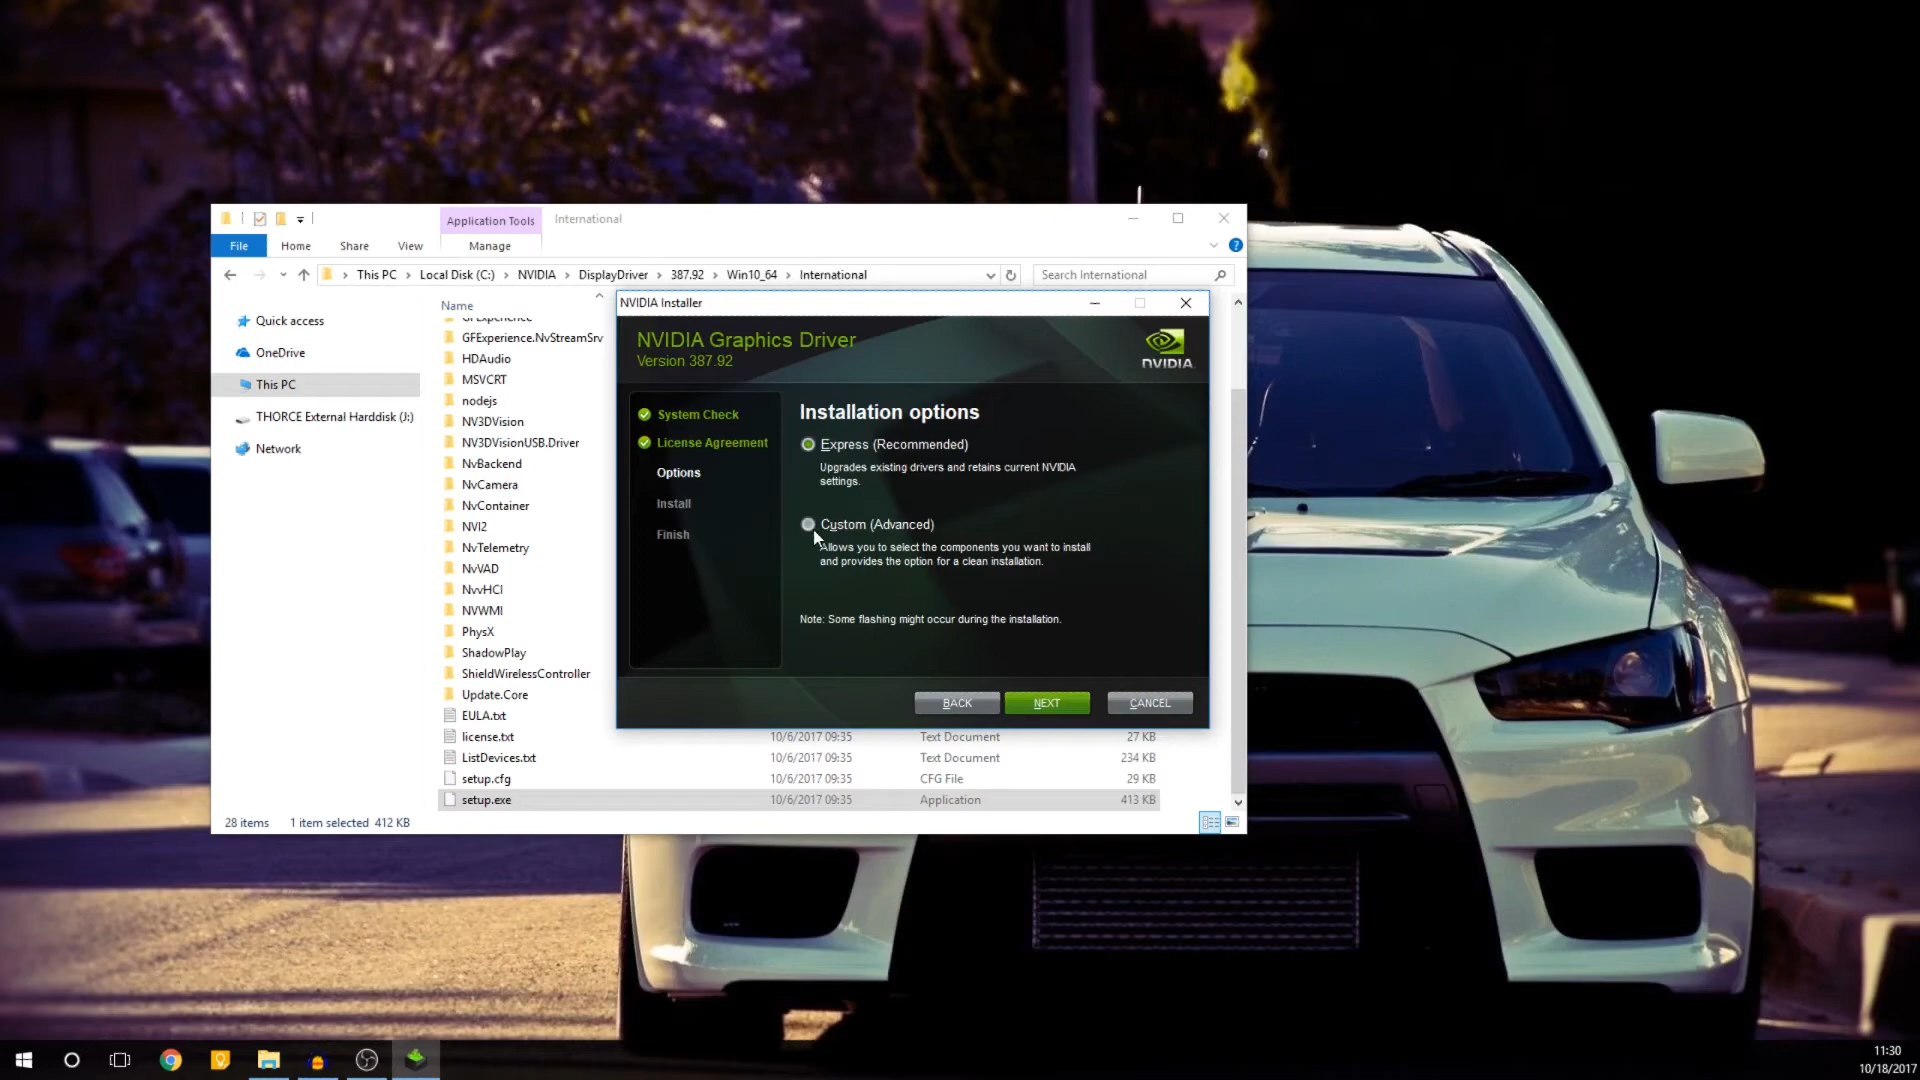 Application Tools
International
File
Home
Share
View
Manage
This PC
Local Disk (C:)
NVIDIA
DisplayDriver
387.92
Win10_64
International
Search International
Quick access
OneDrive
This PC
THORCE External Harddisk (J:)
Network
Name
GFExperience
GFExperience.NvStreamSrv
HDAudio
MSVCRT
nodejs
NV3DVision
NV3DVisionUSB.Driver
NvBackend
NvCamera
NvContainer
NVI2
NvTelemetry
NvVAD
NvvHCI
NVWMI
PhysX
ShadowPlay
ShieldWirelessController
Update.Core
EULA.txt
license.txt 10/6/2017 09:35 Text Document 27 KB
ListDevices.txt 10/6/2017 09:35 Text Document 234 KB
setup.cfg 10/6/2017 09:35 CFG File 29 KB
setup.exe 10/6/2017 09:35 Application 413 KB
28 items 1 item selected 412 KB
NVIDIA Installer
NVIDIA Graphics Driver
Version 387.92
NVIDIA
System Check
License Agreement
Options
Install
Finish
Installation options
Express (Recommended)
Upgrades existing drivers and retains current NVIDIA
settings.
Custom (Advanced)
Allows you to select the components you want to install
and provides the option for a clean installation.
Note: Some flashing might occur during the installation.
BACK
NEXT
CANCEL
11:30
10/18/2017